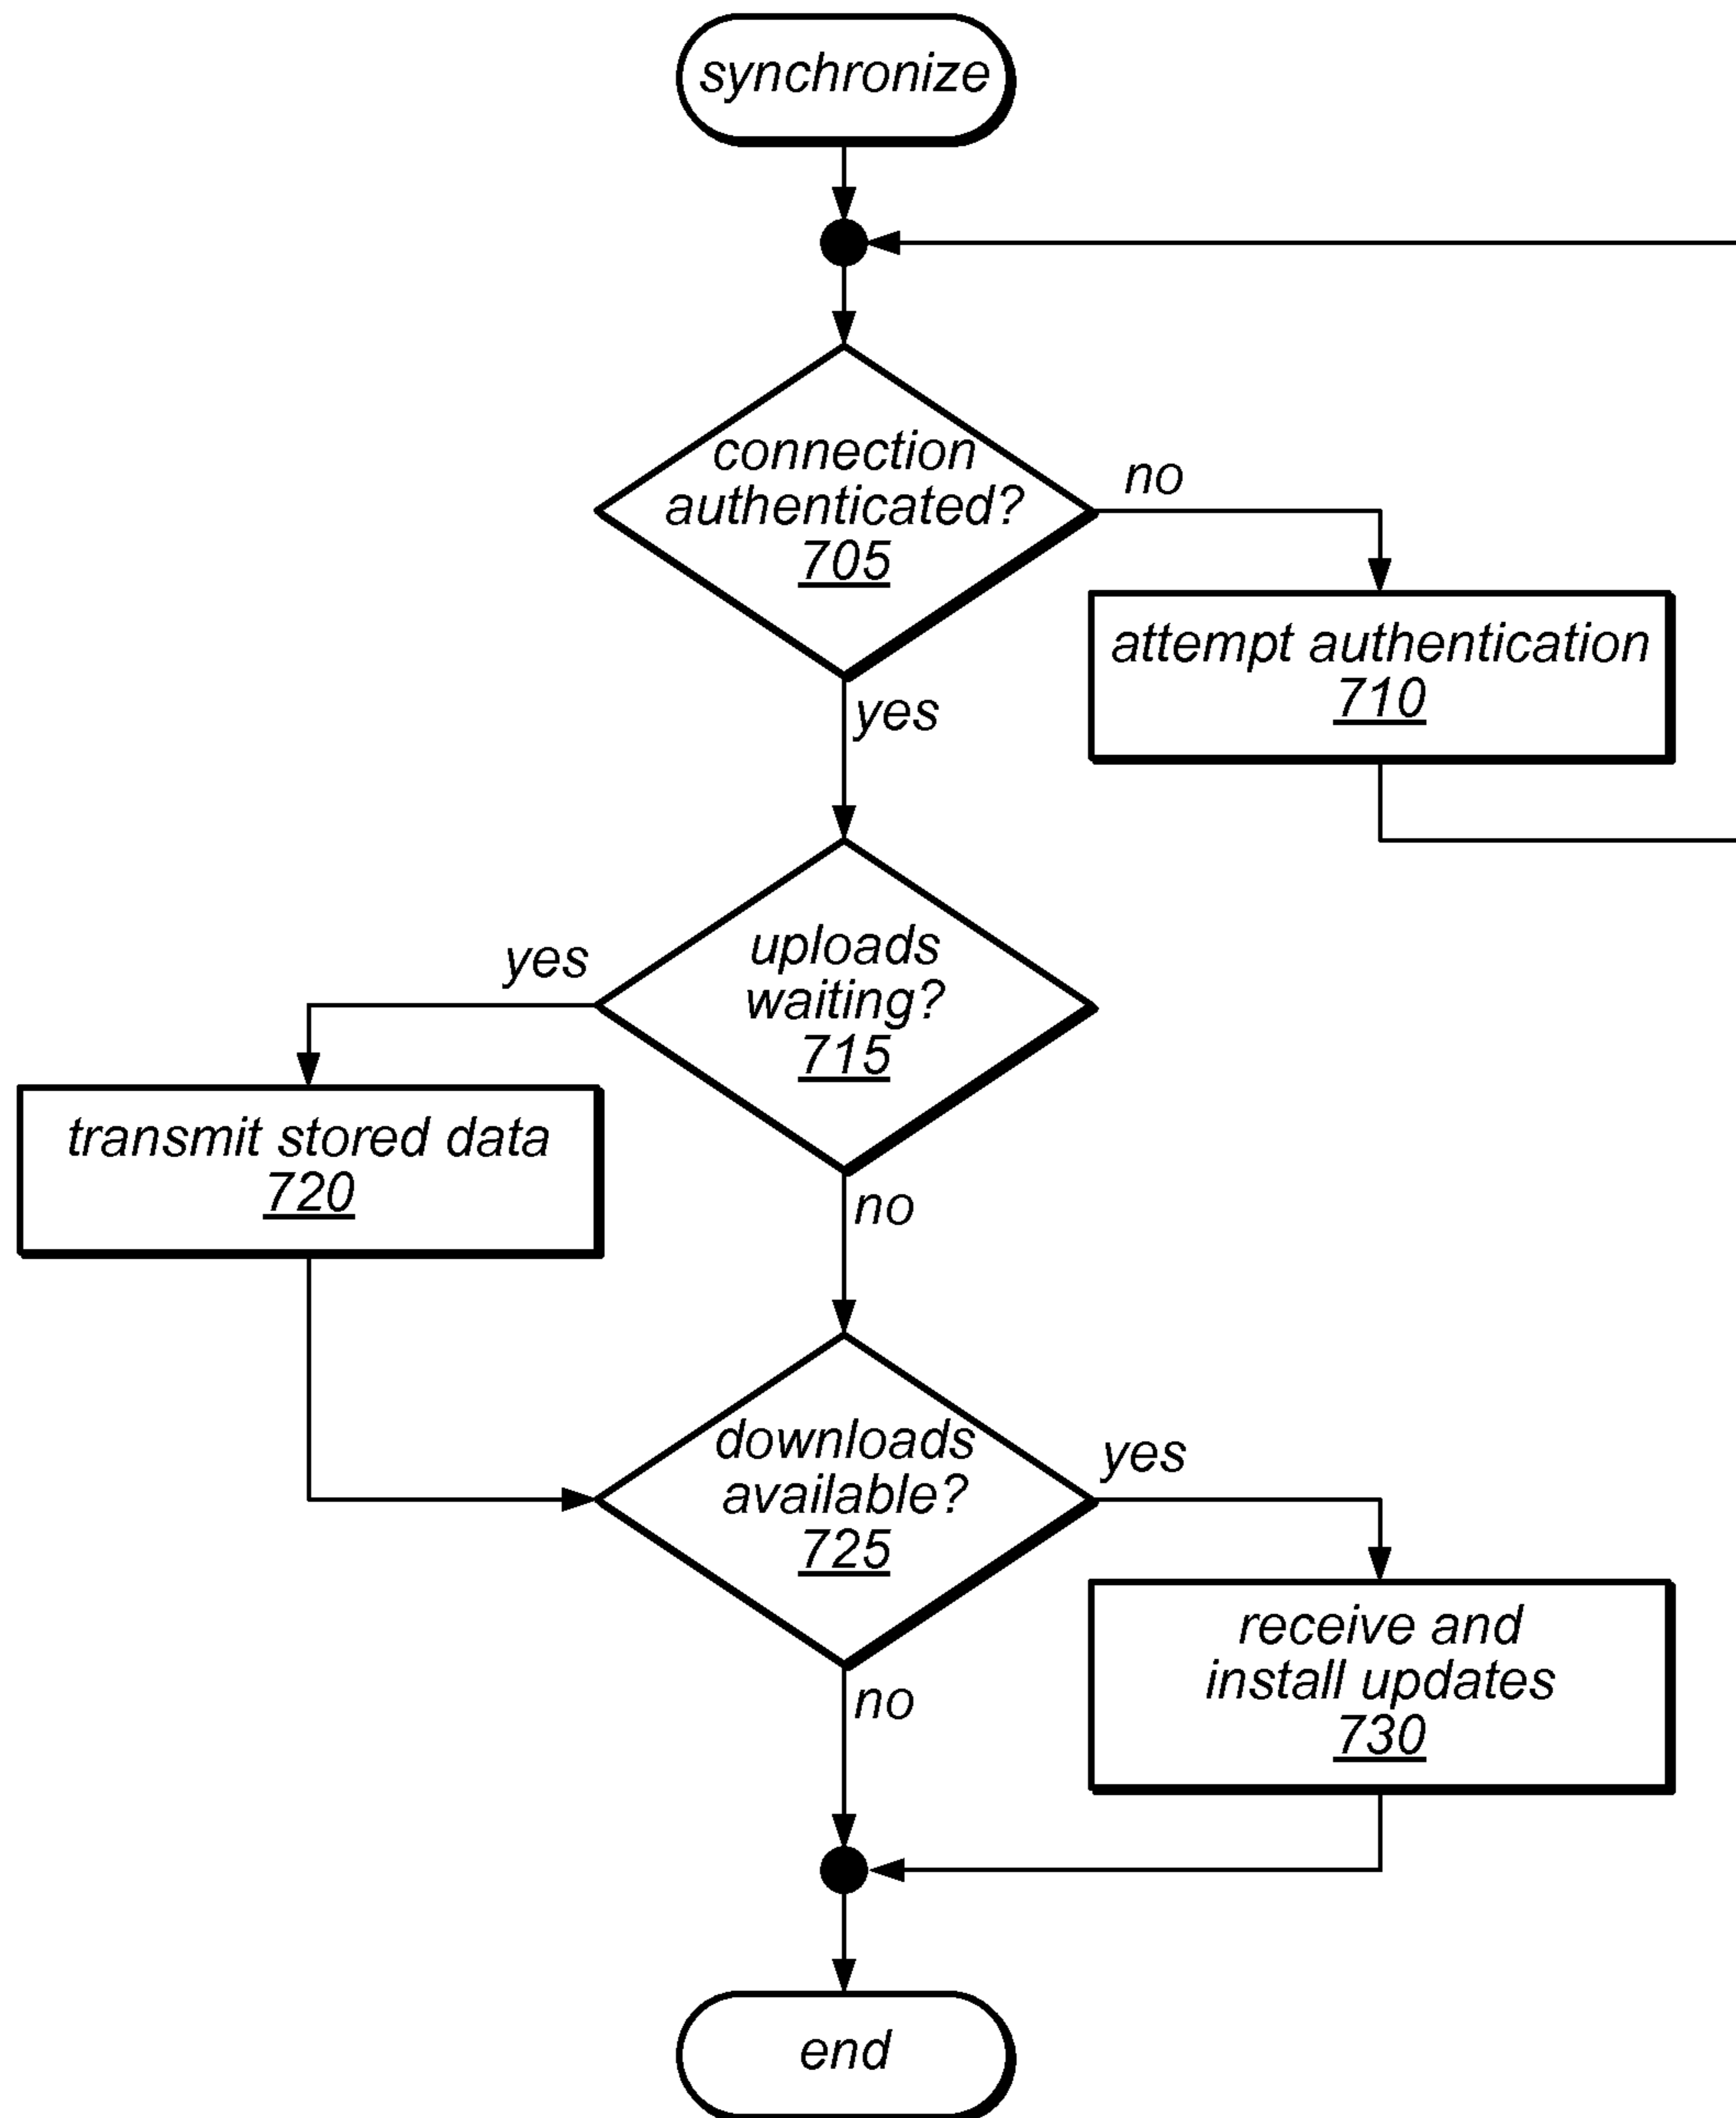 synchronize
connection
authenticated?
705
no
attempt authentication
710
yes
uploads
waiting?
715
yes
transmit stored data
720
no
downloads
available?
725
yes
receive and
install updates
730
no
end